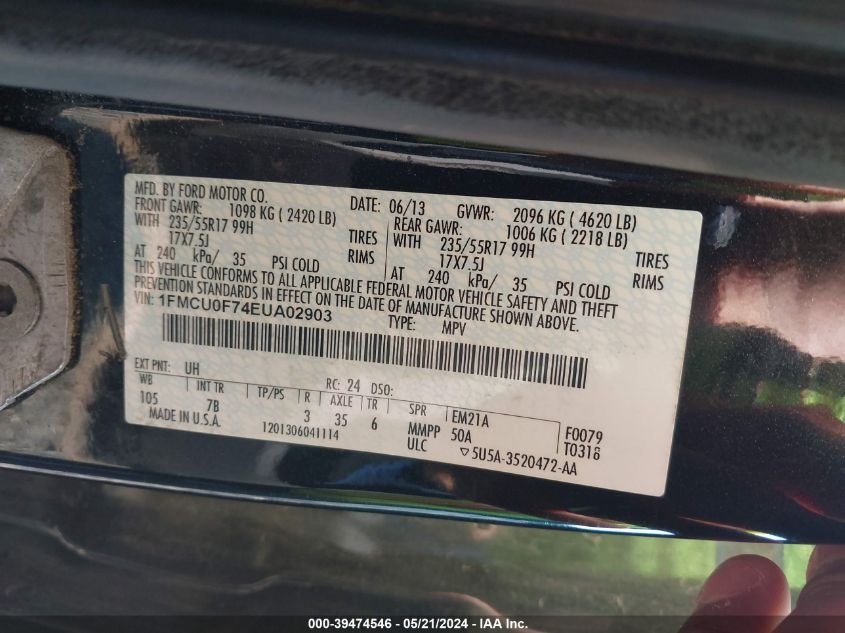 MFD. BY FORD MOTOR CO. DATE: 06/13 GVWR: 2096 KG ( 4620 LB)
FRONT GAWR: 1098 KG ( 2420 LB) REAR GAWR: 1006 KG ( 2218 LB)
WITH 235/55R17 99H TIRES WITH 235/55R17 99H TIRES
17X7.5J RIMS 17X7.5J RIMS
AT 240 kPa/ 35 PSI COLD AT 240 kPa/ 35 PSI COLD
THIS VEHICLE CONFORMS TO ALL APPLICABLE FEDERAL MOTOR VEHICLE SAFETY AND THEFT
PREVENTION STANDARDS IN EFFECT ON THE DATE OF MANUFACTURE SHOWN ABOVE.
VIN: 1FMCU0F74EUA02903 TYPE: MPV
EXT PNT: UH RC: 24 DSO:
WB INT TR TP/PS R AXLE TR SPR EM21A F0079
105 7B 3 35 6 MMPP 50A T0318
MADE IN U.S.A. 1201306041114 ULC ▽5U5A-3520472-AA
000-39474546 - 05/21/2024 - IAA Inc.